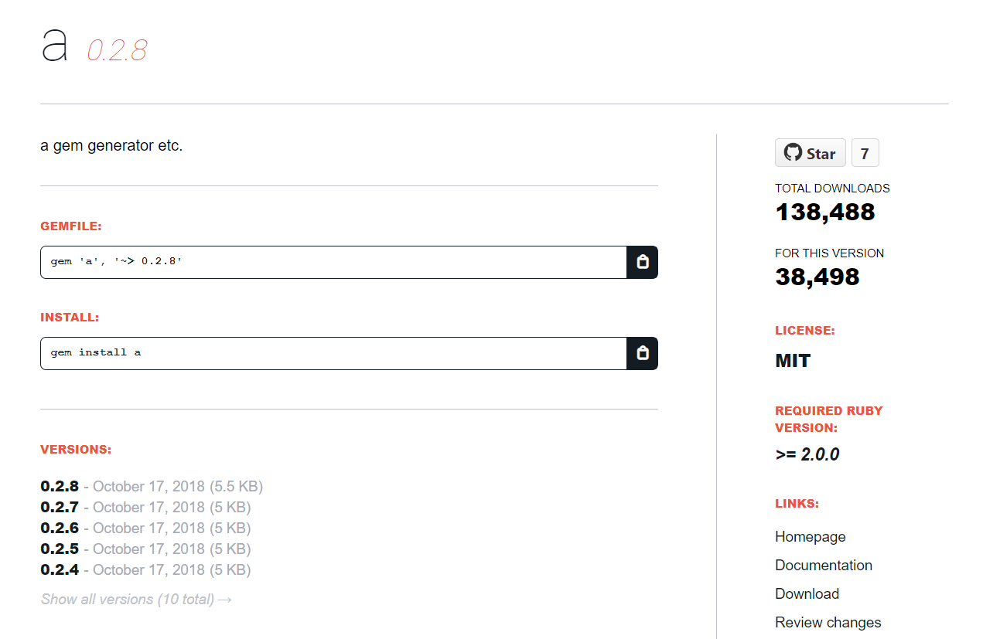 a 0.2.8
a gem generator etc.
GEMFILE:
gem 'a', '~> 0.2.8'
INSTALL:
gem install a
VERSIONS:
0.2.8 - October 17, 2018 (5.5 KB)
0.2.7 - October 17, 2018 (5 KB)
0.2.6 - October 17, 2018 (5 KB)
0.2.5 - October 17, 2018 (5 KB)
0.2.4 - October 17, 2018 (5 KB)
Show all versions (10 total) →
Star 7
TOTAL DOWNLOADS
138,488
FOR THIS VERSION
38,498
LICENSE:
MIT
REQUIRED RUBY
VERSION:
>= 2.0.0
LINKS:
Homepage
Documentation
Download
Review changes